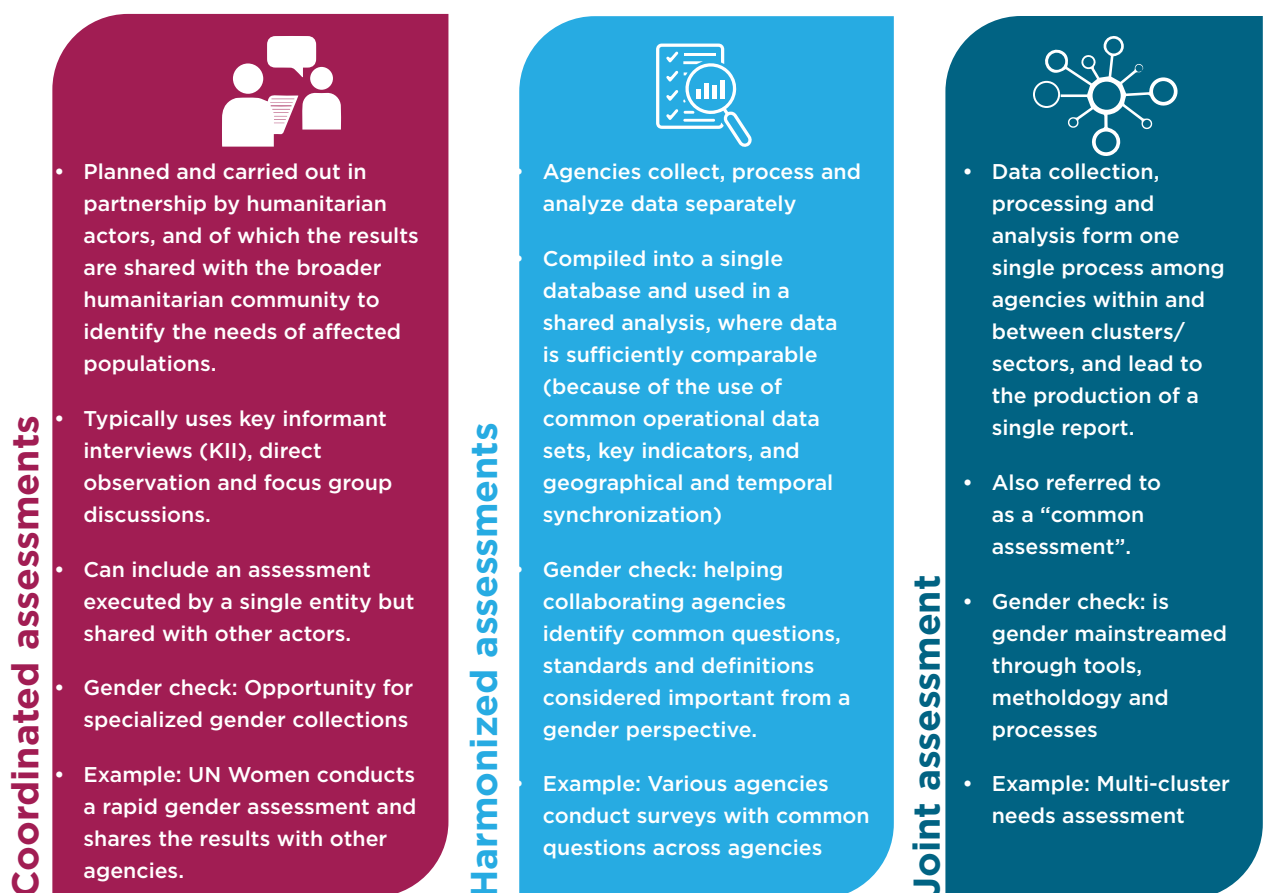 Coordinated assessments
• Planned and carried out in
partnership by humanitarian
actors, and of which the results
are shared with the broader
humanitarian community to
identify the needs of affected
populations.
• Typically uses key informant
interviews (KII), direct
observation and focus group
discussions.
• Can include an assessment
executed by a single entity but
shared with other actors.
• Gender check: Opportunity for
specialized gender collections
• Example: UN Women conducts
a rapid gender assessment and
shares the results with other
agencies.
Harmonized assessments
• Agencies collect, process and
analyze data separately
• Compiled into a single
database and used in a
shared analysis, where data
is sufficiently comparable
(because of the use of
common operational data
sets, key indicators, and
geographical and temporal
synchronization)
• Gender check: helping
collaborating agencies
identify common questions,
standards and definitions
considered important from a
gender perspective.
• Example: Various agencies
conduct surveys with common
questions across agencies
Joint assessment
• Data collection,
processing and
analysis form one
single process among
agencies within and
between clusters/
sectors, and lead to
the production of a
single report.
• Also referred to
as a “common
assessment”.
• Gender check: is
gender mainstreamed
through tools,
metholdogy and
processes
• Example: Multi-cluster
needs assessment